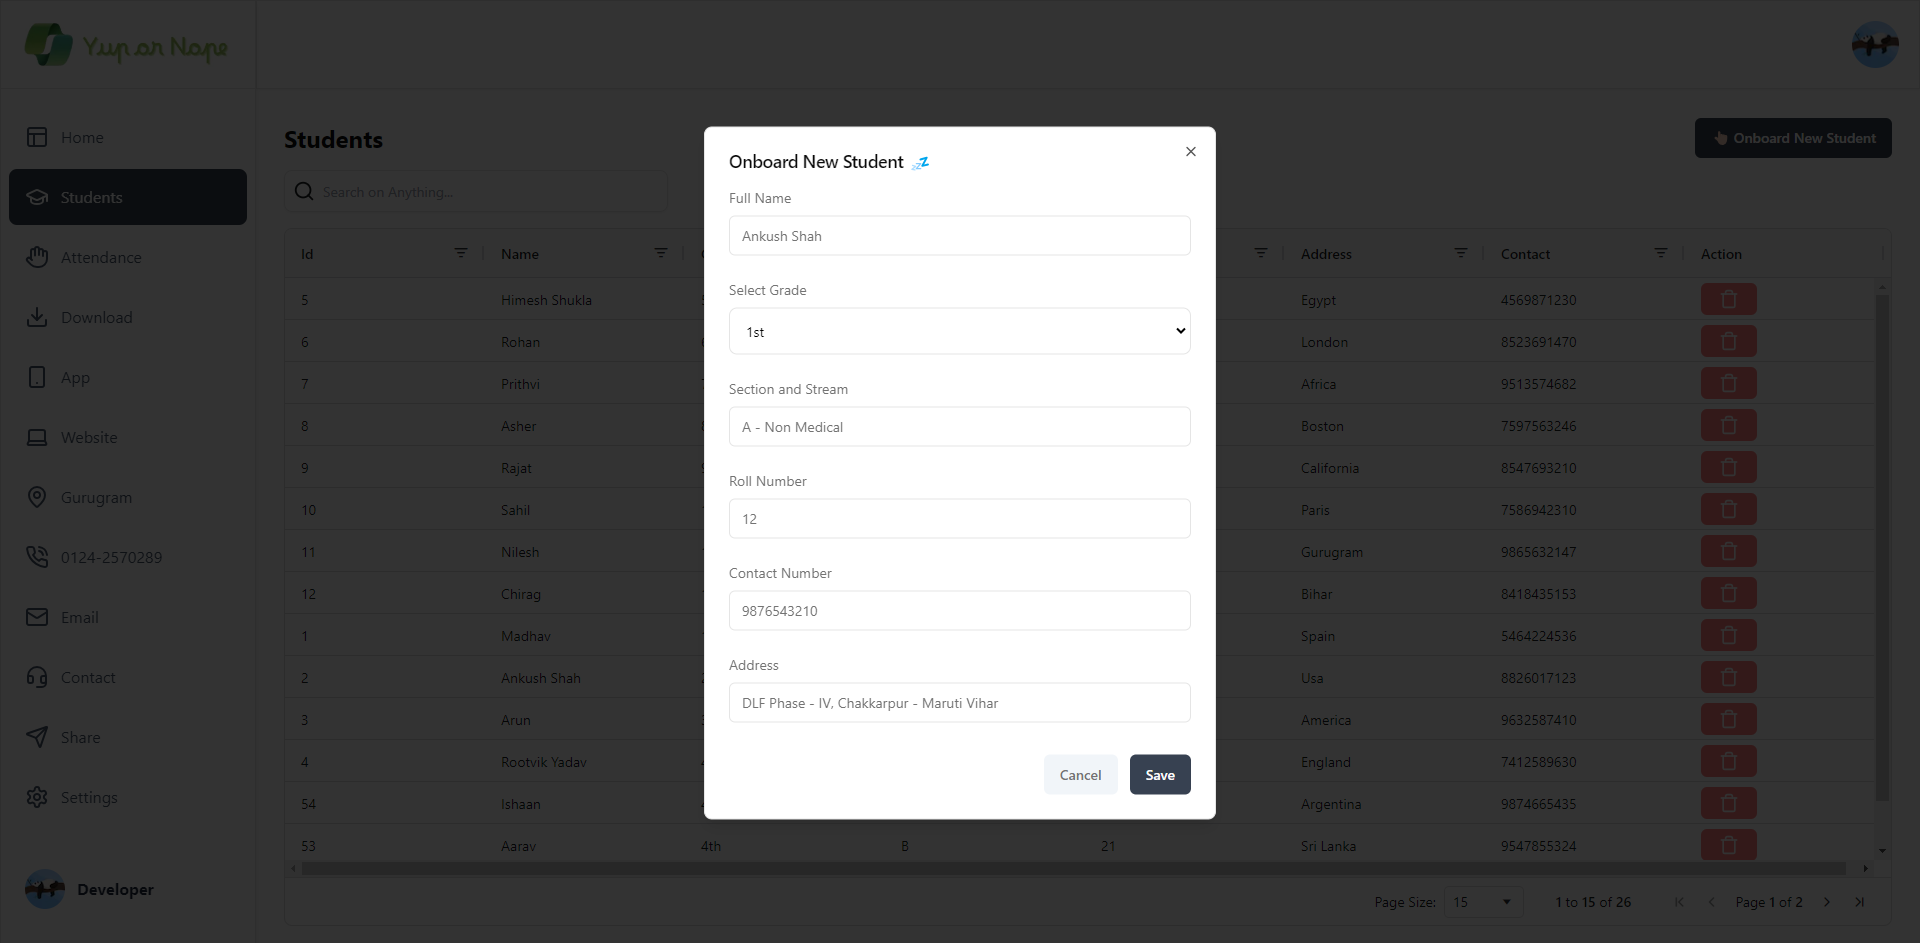 Yup or Nope
Home
Students
Attendance
Download
App
Website
Gurugram
0124-2570289
Email
Contact
Share
Settings
Developer
Students
Onboard New Student
Search on Anything...
Id Name Address Contact Action
5 Himesh Shukla Egypt 4569871230
6 Rohan London 8523691470
7 Prithvi Africa 9513574682
8 Asher Boston 7597563246
9 Rajat California 8547693210
10 Sahil Paris 7586942310
11 Nilesh Gurugram 9865632147
12 Chirag Bihar 8418435153
1 Madhav Spain 5464224536
2 Ankush Shah Usa 8826017123
3 Arun America 9632587410
4 Rootvik Yadav England 7412589630
54 Ishaan Argentina 9874665435
53 Aarav 4th B 21 Sri Lanka 9547855324
Page Size: 15 1 to 15 of 26 Page 1 of 2
Onboard New Student
Full Name
Ankush Shah
Select Grade
1st
Section and Stream
A - Non Medical
Roll Number
12
Contact Number
9876543210
Address
DLF Phase - IV, Chakkarpur - Maruti Vihar
Cancel Save